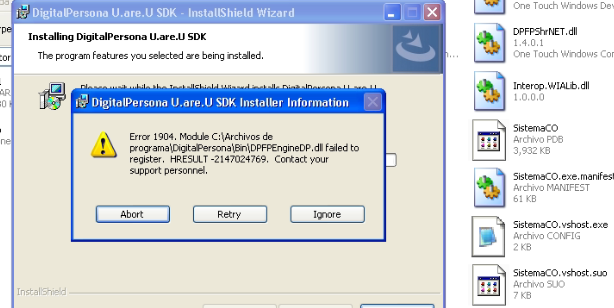 DigitalPersona U.are.U SDK - InstallShield Wizard
Installing DigitalPersona U.are.U SDK
The program features you selected are being installed.
Please wait while the InstallShield Wizard installs DigitalPersona U.are.U
DigitalPersona U.are.U SDK Installer Information
Error 1904. Module C:\Archivos de
programa\DigitalPersona\Bin\DPFPEngineDP.dll failed to
register. HRESULT -2147024769. Contact your
support personnel.
Abort
Retry
Ignore
InstallShield
One Touch Windows Dev
DPFPShrNET.dll
1.4.0.1
One Touch Windows Con
Interop.WIALib.dll
1.0.0.0
SistemaCO
Archivo PDB
3,932 KB
SistemaCO.exe.manifest
Archivo MANIFEST
61 KB
SistemaCO.vshost.exe
Archivo CONFIG
2 KB
SistemaCO.vshost.suo
Archivo SUO
7 KB